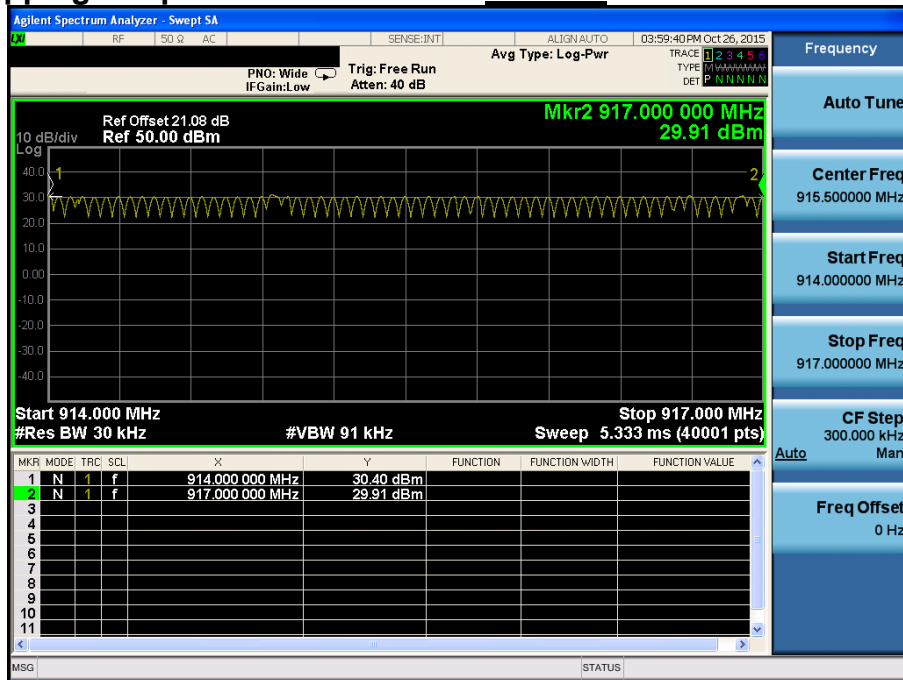 Agilent Spectrum Analyzer - Swept SA
LXI RF 50 Ω AC SENSE:INT ALIGN AUTO 03:59:40 PM Oct 26, 2015
Avg Type: Log-Pwr
TRACE 1 2 3 4 5 6
PNO: Wide Trig: Free Run TYPE M WWWWW
IFGain:Low Atten: 40 dB DET P N N N N N
Mkr2 917.000 000 MHz
29.91 dBm
Ref Offset 21.08 dB
10 dB/div Ref 50.00 dBm
Log
40.0
30.0
20.0
10.0
0.00
-10.0
-20.0
-30.0
-40.0
1
2
Start 914.000 MHz Stop 917.000 MHz
#Res BW 30 kHz #VBW 91 kHz Sweep 5.333 ms (40001 pts)
MKR MODE TRC SCL X Y FUNCTION FUNCTION WIDTH FUNCTION VALUE
1 N 1 f 914.000 000 MHz 30.40 dBm
2 N 1 f 917.000 000 MHz 29.91 dBm
3
4
5
6
7
8
9
10
11
MSG STATUS
Frequency
Auto Tune
Center Freq
915.500000 MHz
Start Freq
914.000000 MHz
Stop Freq
917.000000 MHz
CF Step
300.000 kHz
Auto Man
Freq Offset
0 Hz